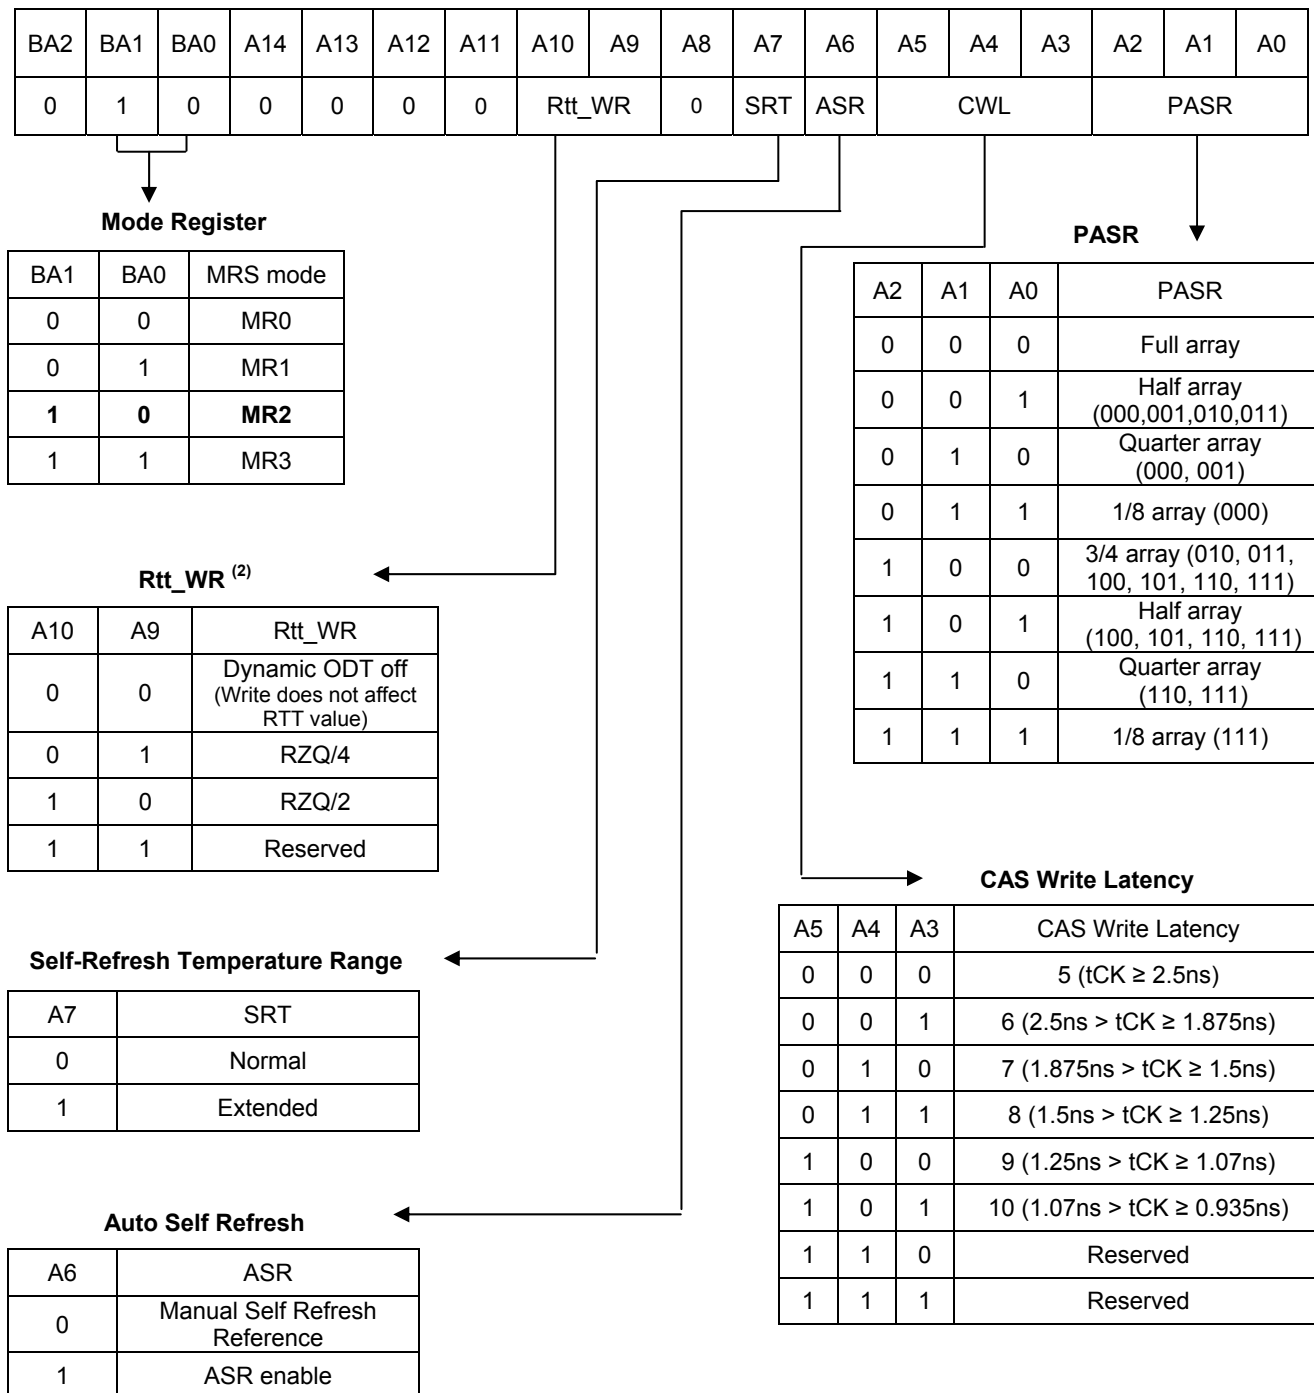 BA2 BA1 BA0 A14 A13 A12 A11 A10 A9 A8 A7 A6 A5 A4 A3 A2 A1 A0
0 1 0 0 0 0 0 Rtt_WR 0 SRT ASR CWL PASR
Mode Register
BA1 BA0 MRS mode
0 0 MR0
0 1 MR1
1 0 MR2
1 1 MR3
PASR
A2 A1 A0 PASR
0 0 0 Full array
0 0 1 Half array
(000,001,010,011)
0 1 0 Quarter array
(000, 001)
0 1 1 1/8 array (000)
1 0 0 3/4 array (010, 011,
100, 101, 110, 111)
1 0 1 Half array
(100, 101, 110, 111)
1 1 0 Quarter array
(110, 111)
1 1 1 1/8 array (111)
Rtt_WR (2)
A10 A9 Rtt_WR
0 0 Dynamic ODT off
(Write does not affect
RTT value)
0 1 RZQ/4
1 0 RZQ/2
1 1 Reserved
CAS Write Latency
A5 A4 A3 CAS Write Latency
0 0 0 5 (tCK ≥ 2.5ns)
0 0 1 6 (2.5ns > tCK ≥ 1.875ns)
0 1 0 7 (1.875ns > tCK ≥ 1.5ns)
0 1 1 8 (1.5ns > tCK ≥ 1.25ns)
1 0 0 9 (1.25ns > tCK ≥ 1.07ns)
1 0 1 10 (1.07ns > tCK ≥ 0.935ns)
1 1 0 Reserved
1 1 1 Reserved
Self-Refresh Temperature Range
A7 SRT
0 Normal
1 Extended
Auto Self Refresh
A6 ASR
0 Manual Self Refresh
Reference
1 ASR enable